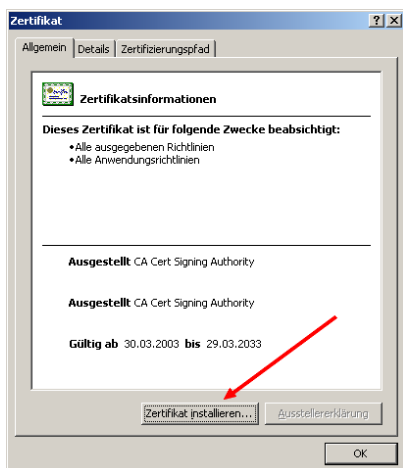 Zertifikat
Allgemein Details Zertifizierungspfad
Zertifikatsinformationen
Dieses Zertifikat ist für folgende Zwecke beabsichtigt:
•Alle ausgegebenen Richtlinien
•Alle Anwendungsrichtlinien
Ausgestellt CA Cert Signing Authority
Ausgestellt CA Cert Signing Authority
Gültig ab 30.03.2003 bis 29.03.2033
Zertifikat installieren... Ausstellererklärung
OK